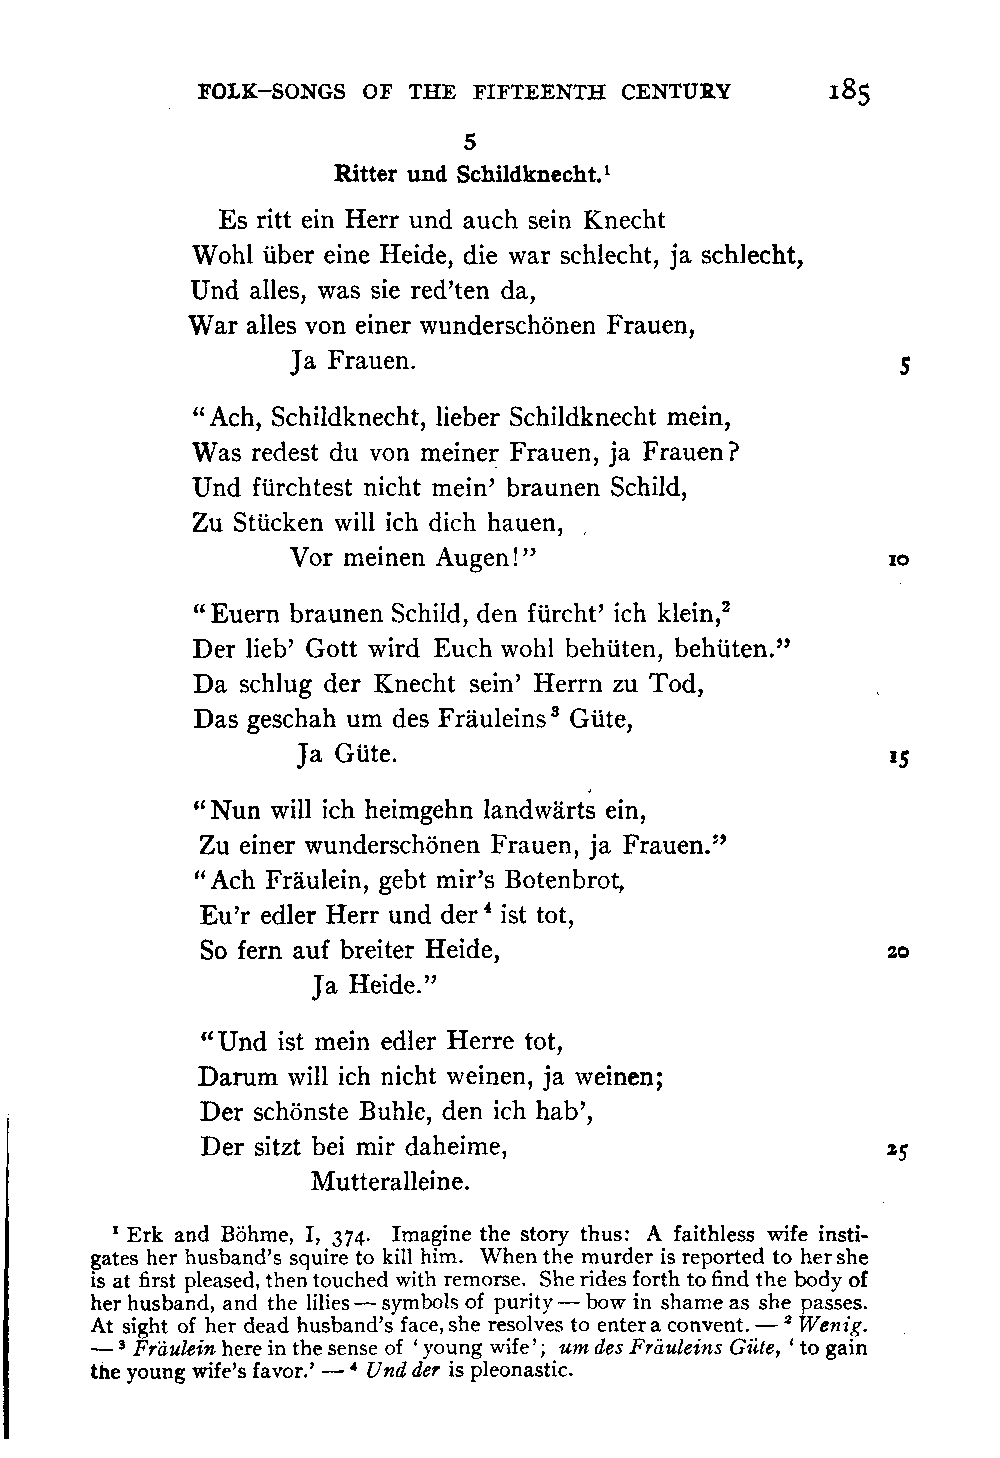 FOLK-SONGS OF THE FIFTEENTH CENTURY 185
5
Ritter und Schildknecht.¹
Es ritt ein Herr und auch sein Knecht
Wohl über eine Heide, die war schlecht, ja schlecht,
Und alles, was sie red'ten da,
War alles von einer wunderschönen Frauen,
Ja Frauen. 5
“Ach, Schildknecht, lieber Schildknecht mein,
Was redest du von meiner Frauen, ja Frauen?
Und fürchtest nicht mein' braunen Schild,
Zu Stücken will ich dich hauen,
Vor meinen Augen!” 10
“Euern braunen Schild, den fürcht' ich klein,²
Der lieb' Gott wird Euch wohl behüten, behüten.”
Da schlug der Knecht sein' Herrn zu Tod,
Das geschah um des Fräuleins³ Güte,
Ja Güte. 15
“Nun will ich heimgehn landwärts ein,
Zu einer wunderschönen Frauen, ja Frauen.”
“Ach Fräulein, gebt mir's Botenbrot,
Eu'r edler Herr und der⁴ ist tot,
So fern auf breiter Heide, 20
Ja Heide.”
“Und ist mein edler Herre tot,
Darum will ich nicht weinen, ja weinen;
Der schönste Buhle, den ich hab',
Der sitzt bei mir daheime, 25
Mutteralleine.
¹ Erk and Böhme, I, 374. Imagine the story thus: A faithless wife insti-
gates her husband's squire to kill him. When the murder is reported to her she
is at first pleased, then touched with remorse. She rides forth to find the body of
her husband, and the lilies — symbols of purity — bow in shame as she passes.
At sight of her dead husband's face, she resolves to enter a convent. — ² Wenig.
— ³ Fräulein here in the sense of ‘young wife’; um des Fräuleins Güte, ‘to gain
the young wife's favor.’ — ⁴ Und der is pleonastic.